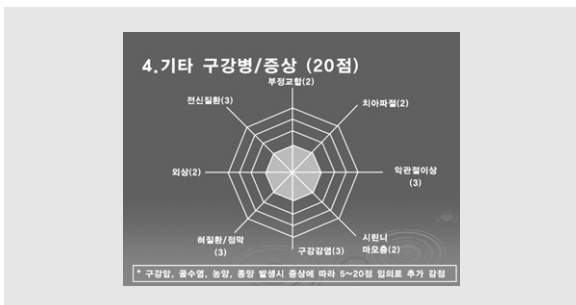 4.기타 구강병/증상 (20점)
부정교합(2)
전신질환(3)
치아파절(2)
외상(2)
악관절이상
(3)
혀질환/점막
(3)
구강감염(3)
시린니
마모증(2)
* 구강암, 골수염, 농양, 종양 발생시 증상에 따라 5~20점 임의로 추가 감점